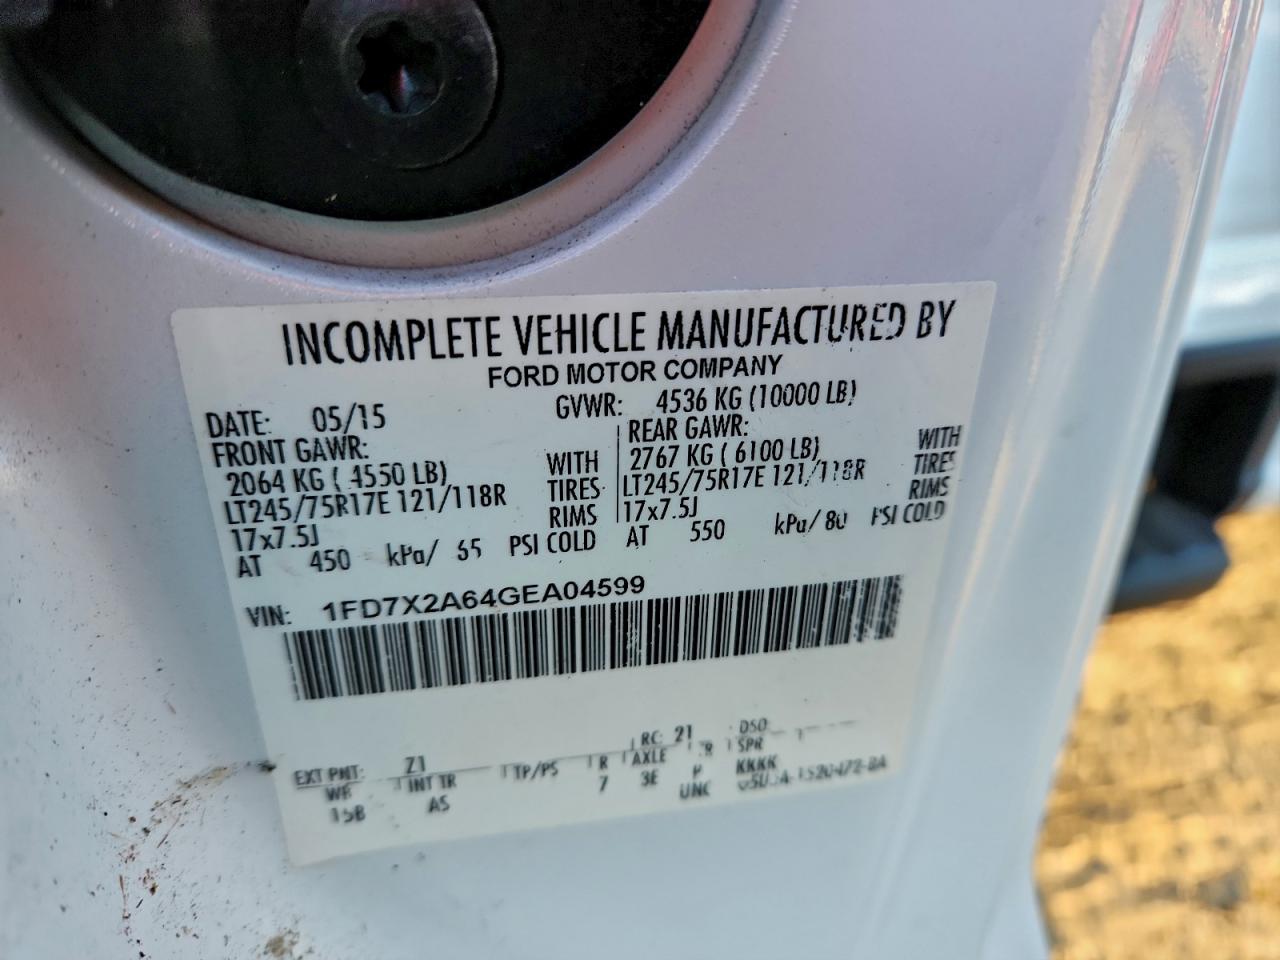 INCOMPLETE VEHICLE MANUFACTURED BY
FORD MOTOR COMPANY
DATE: 05/15 GVWR: 4536 KG (10000 LB)
FRONT GAWR: REAR GAWR:
2064 KG ( 4550 LB) WITH 2767 KG ( 6100 LB) WITH
LT245/75R17E 121/118R TIRES LT245/75R17E 121/118R TIRES
17x7.5J RIMS 17x7.5J RIMS
AT 450 kPa/ 65 PSI COLD AT 550 kPa/ 80 PSI COLD
VIN: 1FD7X2A64GEA04599
EXT PNT: Z1 RC: 21 DSO
WB INT TR TP/PS R AXLE TR SPR
15B AS 7 3E KKKK
UNC